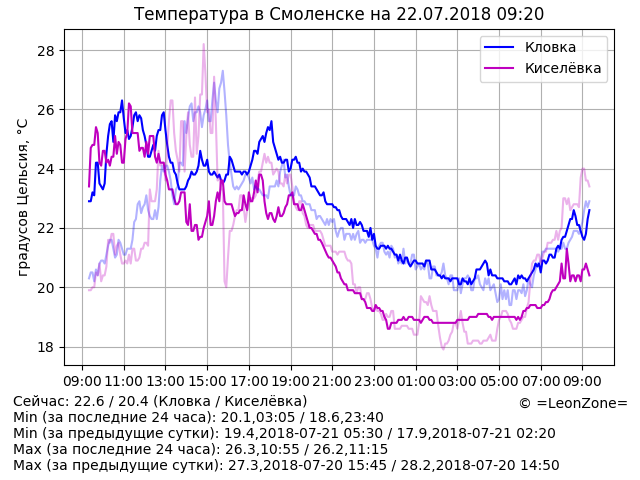 Температура в Смоленске на 22.07.2018 09:20
Кловка
Киселёвка
градусов Цельсия, °C
28
26
24
22
20
18
09:00 11:00 13:00 15:00 17:00 19:00 21:00 23:00 01:00 03:00 05:00 07:00 09:00
Сейчас: 22.6 / 20.4 (Кловка / Киселёвка)
© =LeonZone=
Min (за последние 24 часа): 20.1,03:05 / 18.6,23:40
Min (за предыдущие сутки): 19.4,2018-07-21 05:30 / 17.9,2018-07-21 02:20
Max (за последние 24 часа): 26.3,10:55 / 26.2,11:15
Max (за предыдущие сутки): 27.3,2018-07-20 15:45 / 28.2,2018-07-20 14:50